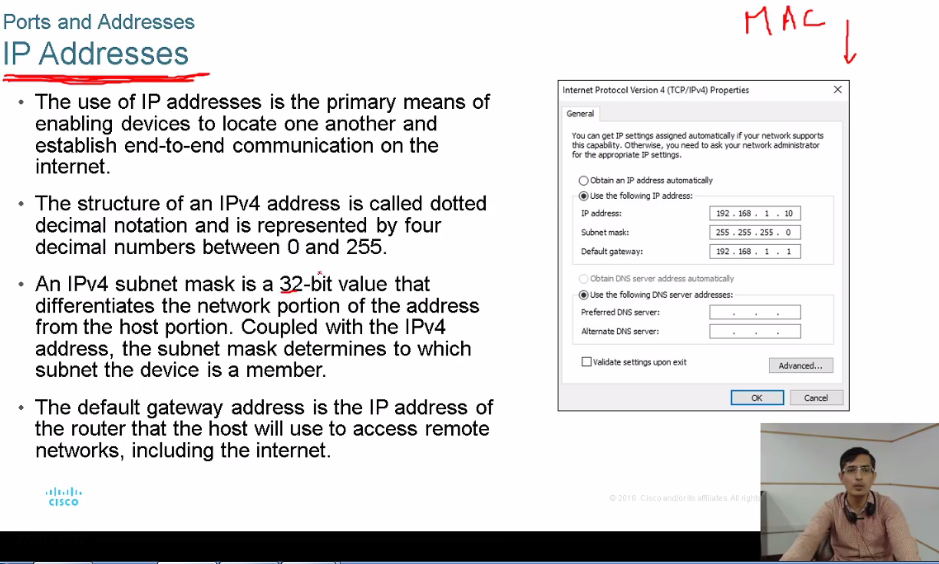 Ports and Addresses
IP Addresses
MAC
• The use of IP addresses is the primary means of
enabling devices to locate one another and
establish end-to-end communication on the
internet.
• The structure of an IPv4 address is called dotted
decimal notation and is represented by four
decimal numbers between 0 and 255.
• An IPv4 subnet mask is a 32-bit value that
differentiates the network portion of the address
from the host portion. Coupled with the IPv4
address, the subnet mask determines to which
subnet the device is a member.
• The default gateway address is the IP address of
the router that the host will use to access remote
networks, including the internet.
Internet Protocol Version 4 (TCP/IPv4) Properties
General
You can get IP settings assigned automatically if your network supports
this capability. Otherwise, you need to ask your network administrator
for the appropriate IP settings.
Obtain an IP address automatically
Use the following IP address:
IP address: 192 . 168 . 1 . 10
Subnet mask: 255 . 255 . 255 . 0
Default gateway: 192 . 168 . 1 . 1
Obtain DNS server address automatically
Use the following DNS server addresses:
Preferred DNS server: . . .
Alternate DNS server: . . .
Validate settings upon exit
Advanced...
OK Cancel
CISCO
© 2016 Cisco and/or its affiliates. All rights